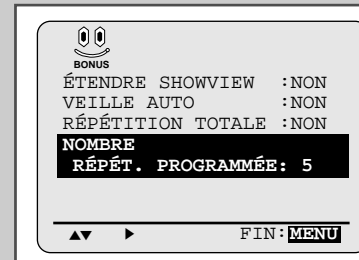 BONUS
ÉTENDRE SHOWVIEW :NON
VEILLE AUTO :NON
RÉPÉTITION TOTALE :NON
NOMBRE
RÉPÉT. PROGRAMMÉE: 5
▲▼ ▶ FIN:MENU